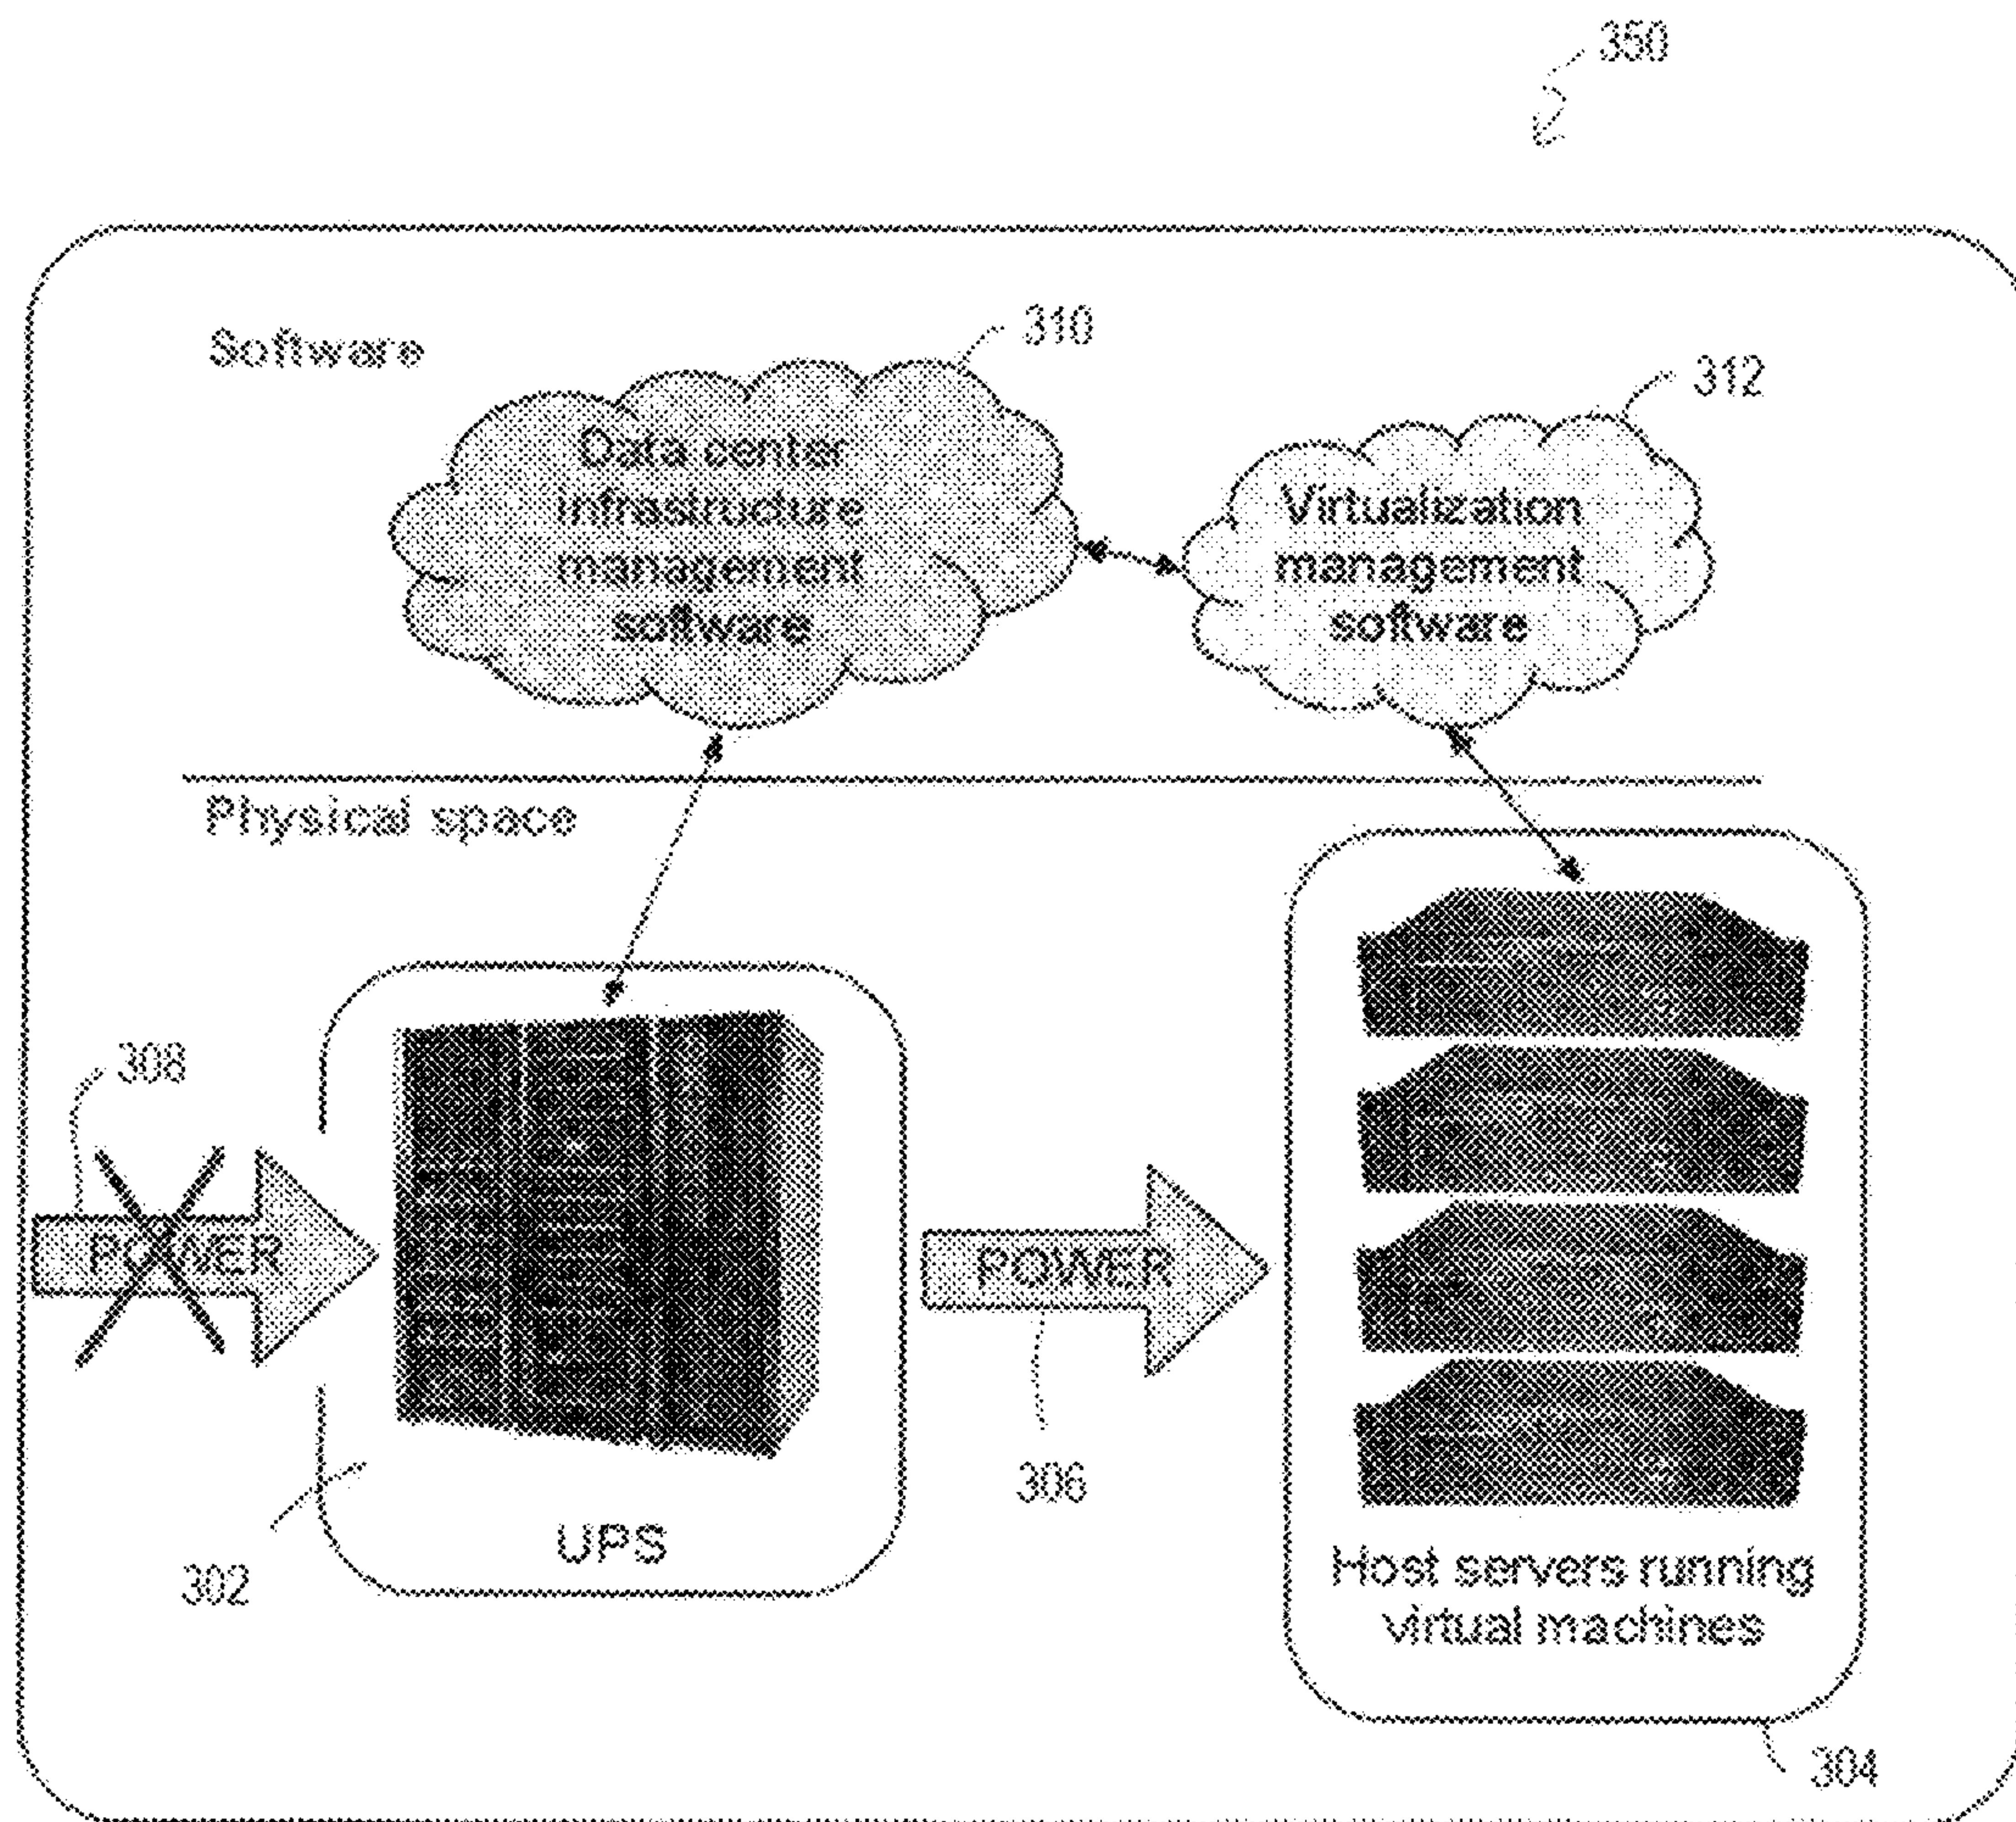 350
Software
310
312
Data center
infrastructure
management
software
Virtualization
management
software
Physical space
308
POWER
POWER
306
302
UPS
Host servers running
virtual machines
304